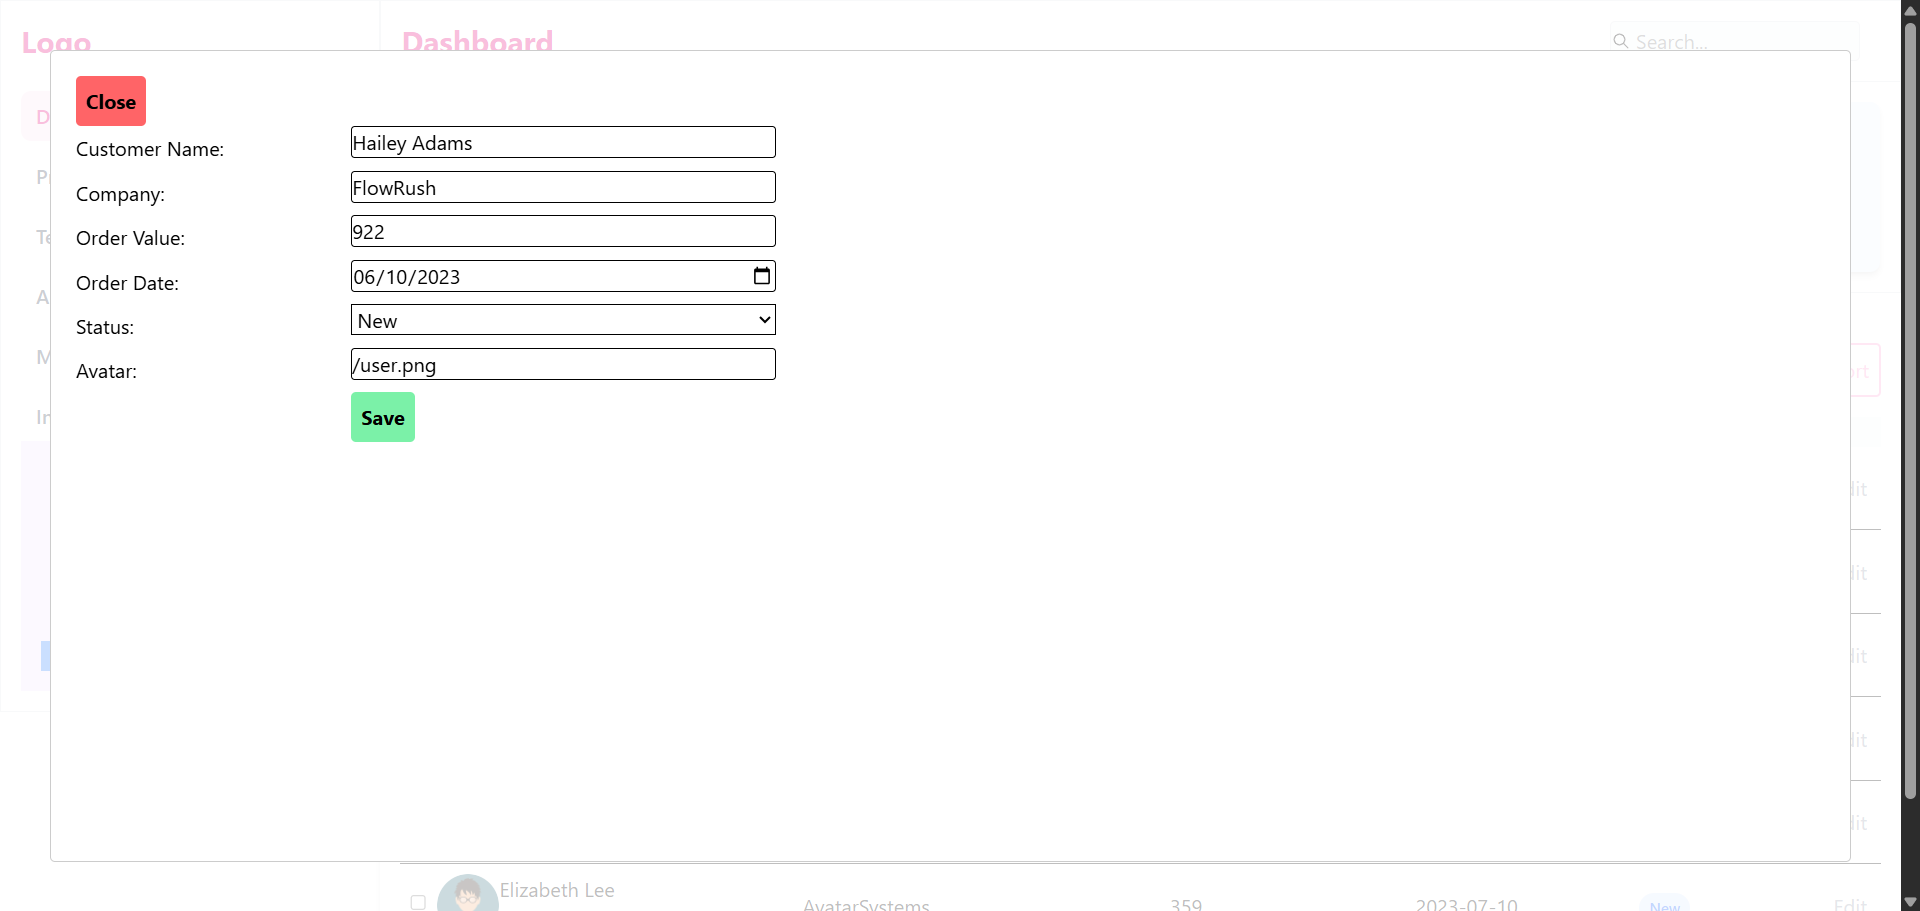 Logo
Dashboard
Search...
Close
Customer Name:
Hailey Adams
Company:
FlowRush
Order Value:
922
Order Date:
06/10/2023
Status:
New
Avatar:
/user.png
Save
Elizabeth Lee
AvatarSystems
359
2023-07-10
New
Edit